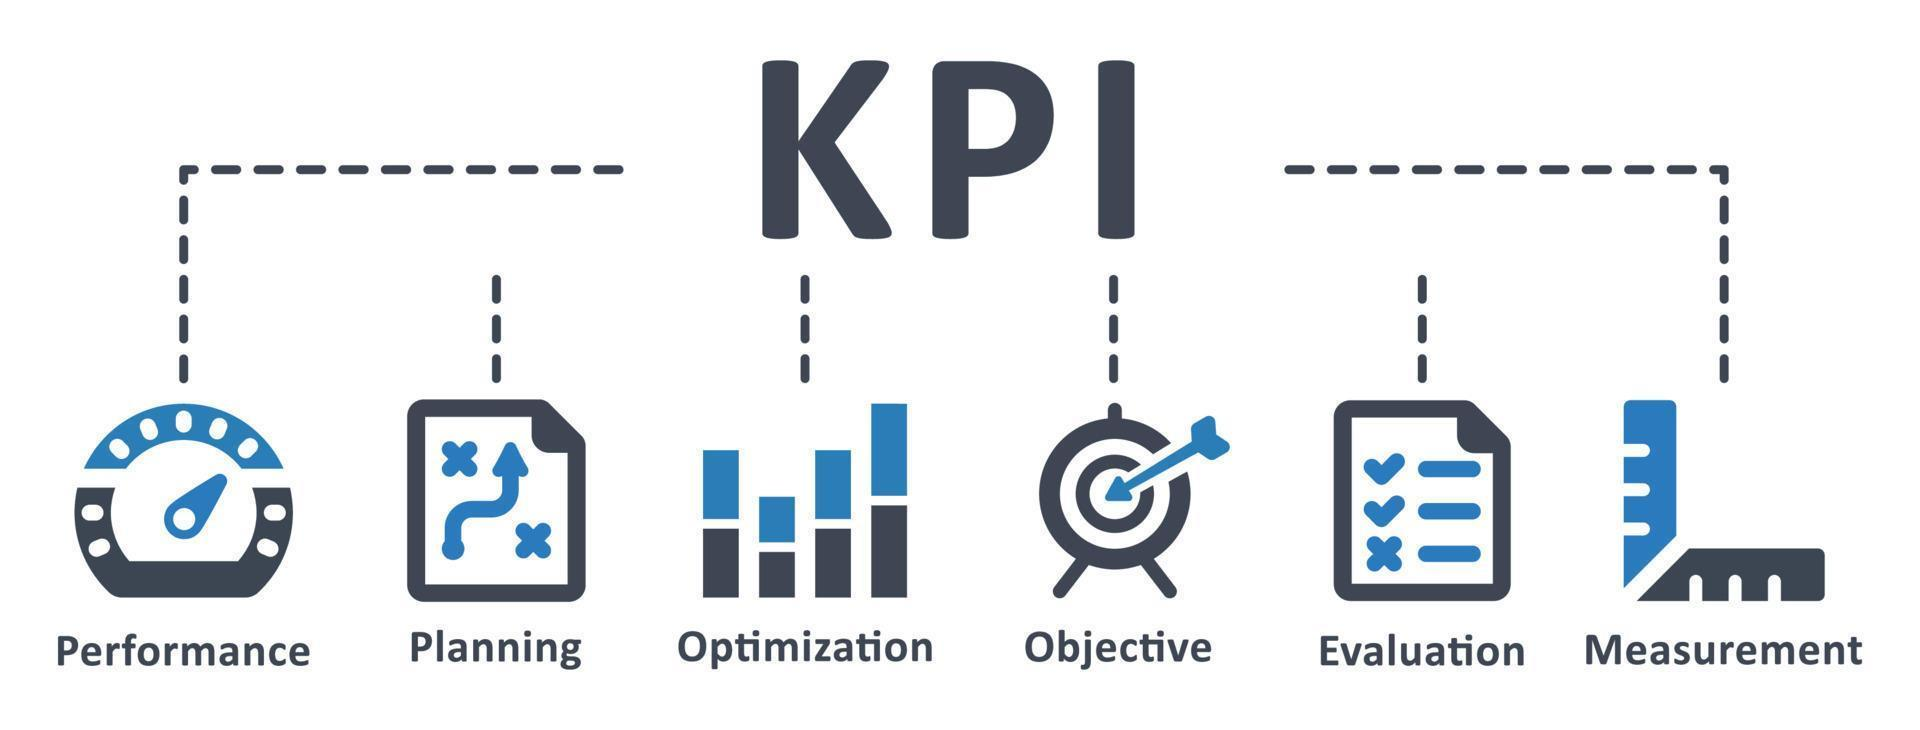 KPI
Performance
Planning
Optimization
Objective
Evaluation
Measurement